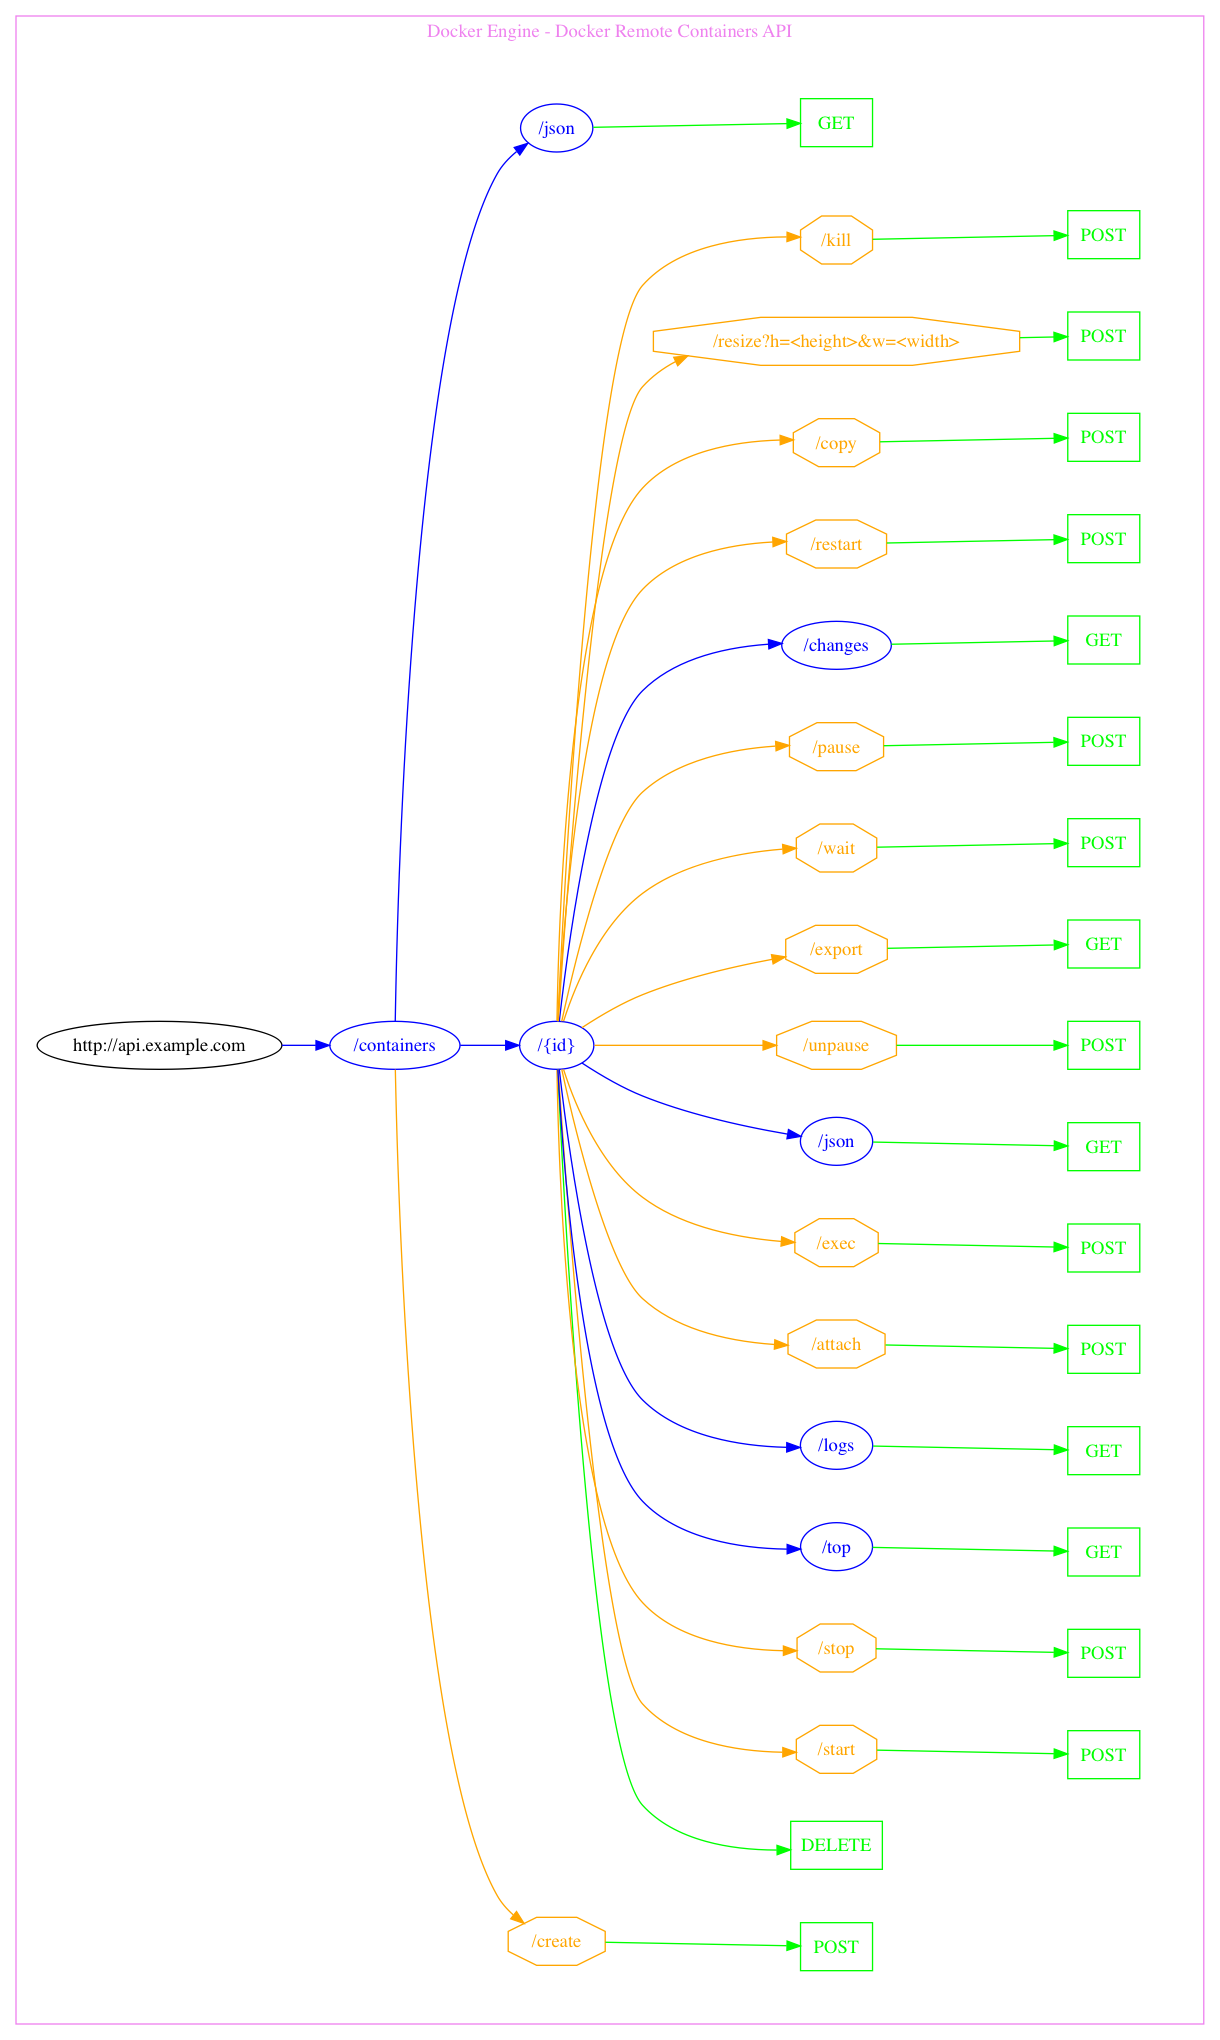 Docker Engine - Docker Remote Containers API
/json
GET
/kill
POST
/resize?h=<height>&w=<width>
POST
/copy
POST
/restart
POST
/changes
GET
/pause
POST
/wait
POST
/export
GET
http://api.example.com
/containers
/{id}
/unpause
POST
/json
GET
/exec
POST
/attach
POST
/logs
GET
/top
GET
/stop
POST
/start
POST
DELETE
/create
POST